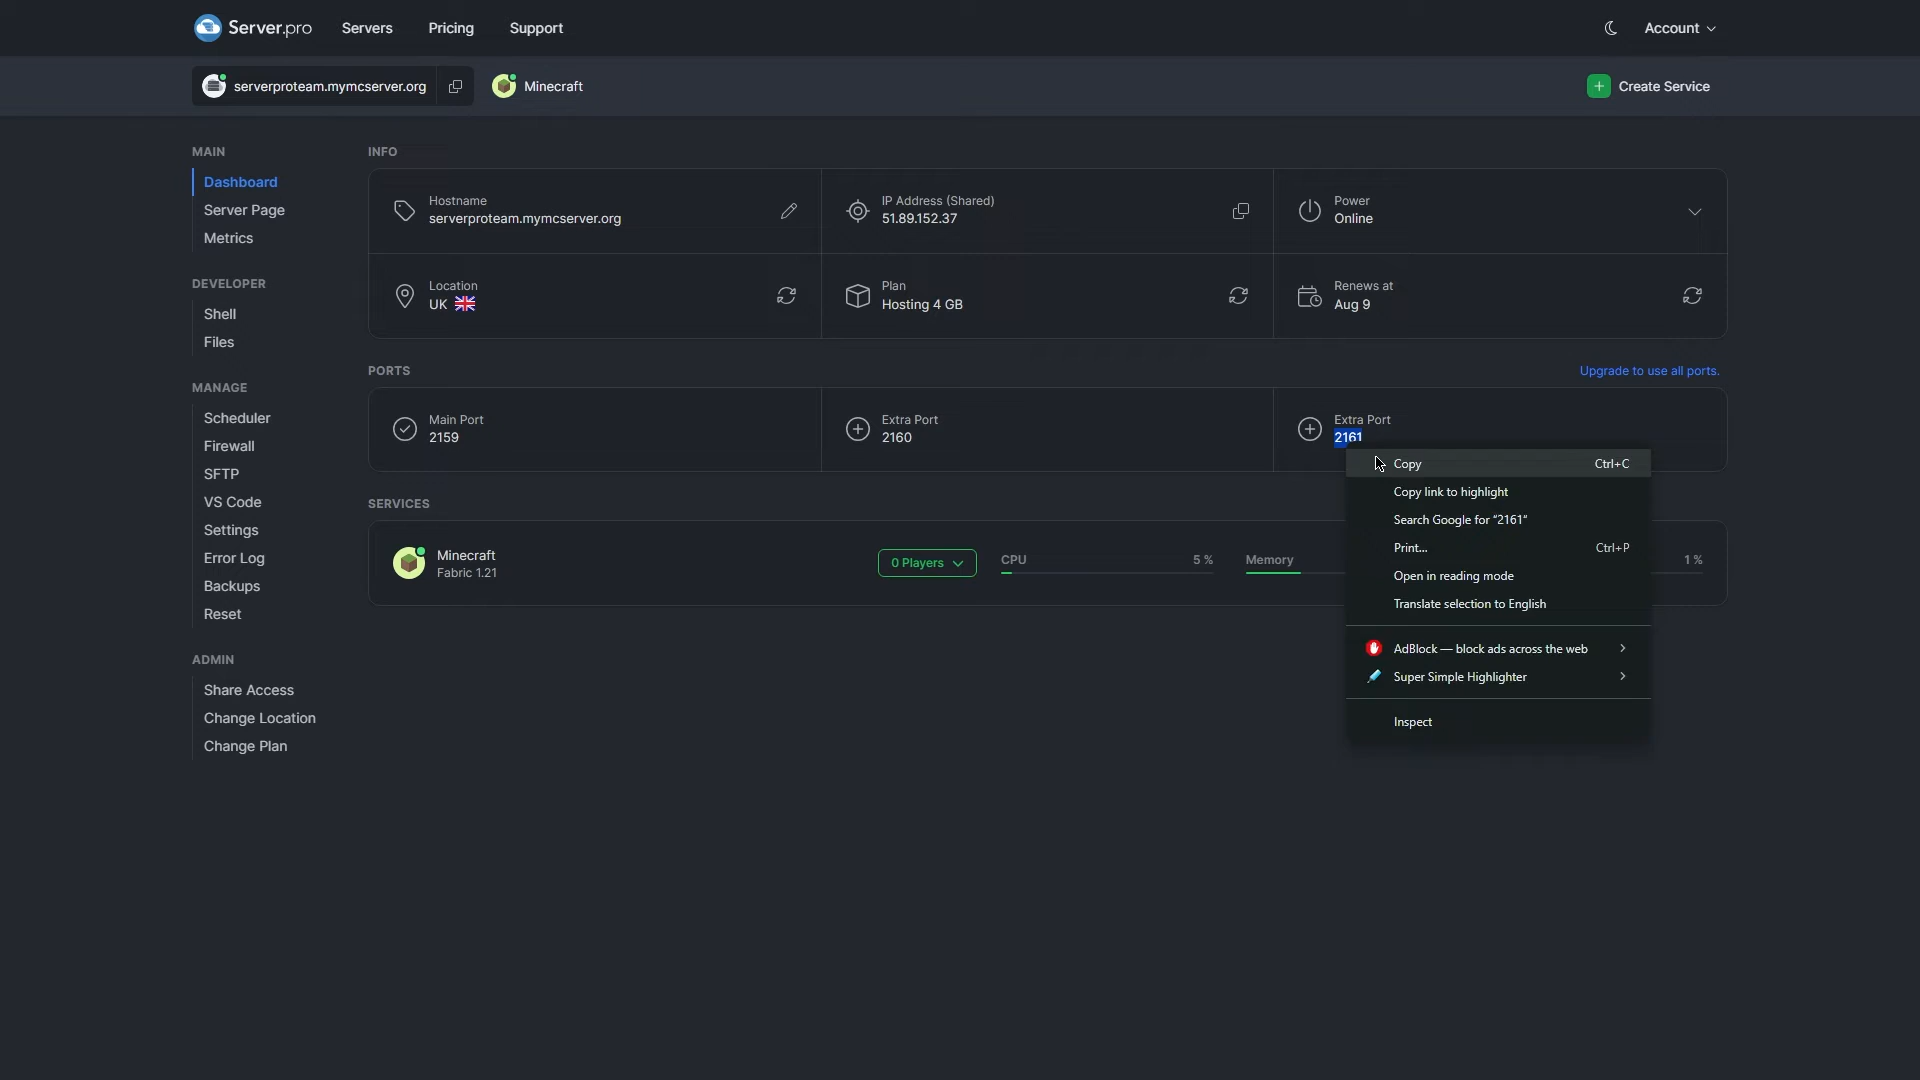 Server.pro
Servers
Pricing
Support
Account
serverproteam.mymcserver.org
Minecraft
Create Service
MAIN
Dashboard
Server Page
Metrics
DEVELOPER
Shell
Files
MANAGE
Scheduler
Firewall
SFTP
VS Code
Settings
Error Log
Backups
Reset
ADMIN
Share Access
Change Location
Change Plan
INFO
Hostname
serverproteam.mymcserver.org
IP Address (Shared)
51.89.152.37
Power
Online
Location
UK
Plan
Hosting 4 GB
Renews at
Aug 9
PORTS
Upgrade to use all ports.
Main Port
2159
Extra Port
2160
Extra Port
2161
SERVICES
Minecraft
Fabric 1.21
0 Players
CPU
5 %
Memory
1 %
Copy
Ctrl+C
Copy link to highlight
Search Google for "2161"
Print...
Ctrl+P
Open in reading mode
Translate selection to English
AdBlock — block ads across the web
Super Simple Highlighter
Inspect